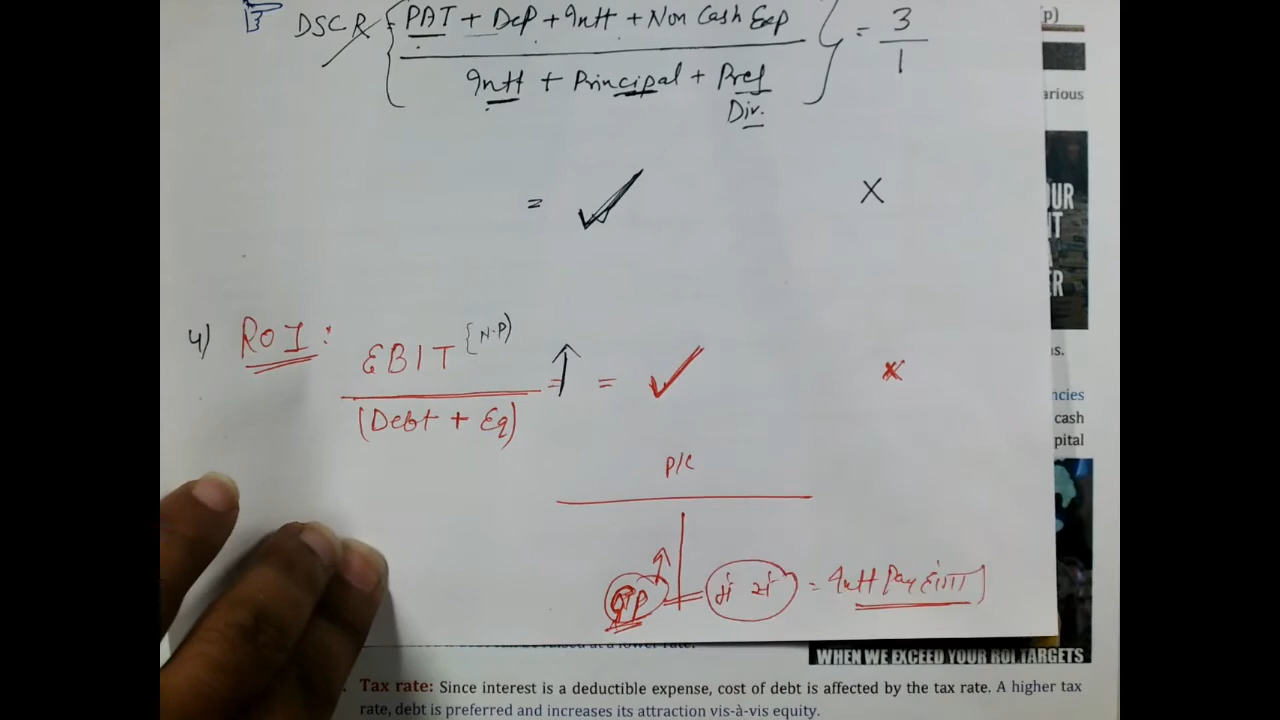 3 DSCR { PAT + Dep + Intt + Non Cash Exp / Intt + Principal + Pref Div. } = 3 / 1
= ✓ X
4) ROI: EBIT {N.P) / (Debt + Eq) ↑ = ✓ x
P/L
= Intt Pay
p)
arious
OUR
ER
s.
ncies
cash
pital
WHEN WE EXCEED YOUR ROI TARGETS
Tax rate: Since interest is a deductible expense, cost of debt is affected by the tax rate. A higher tax
rate, debt is preferred and increases its attraction vis-à-vis equity.